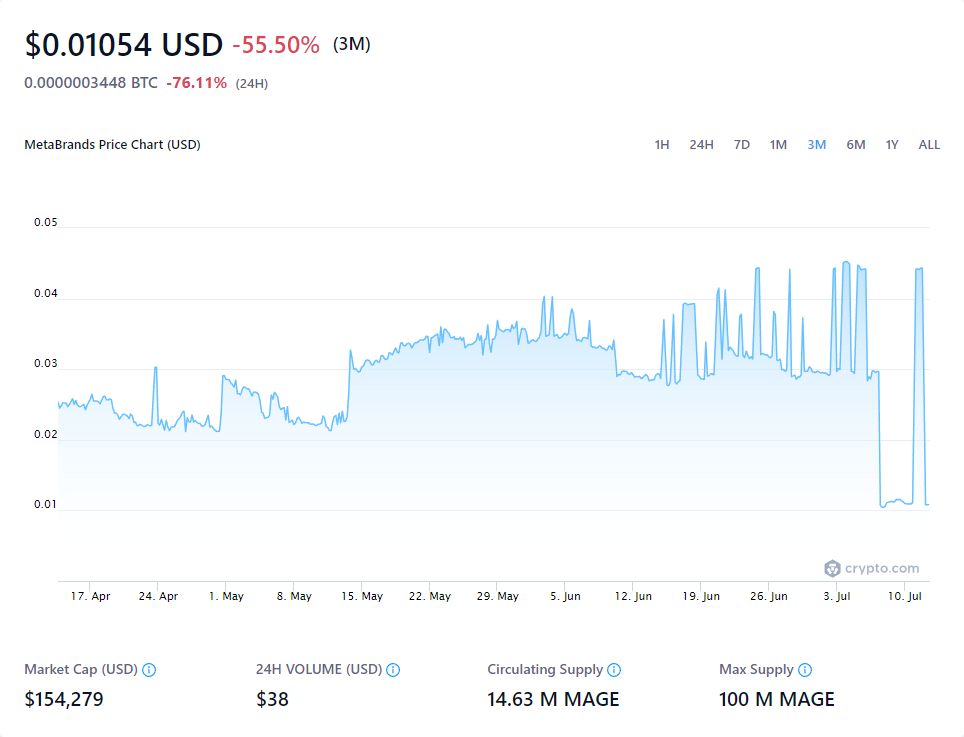 $0.01054 USD -55.50% (3M)
0.0000003448 BTC -76.11% (24H)
MetaBrands Price Chart (USD) 1H 24H 7D 1M 3M 6M 1Y ALL
0.05
0.04
0.03
0.02
0.01
crypto.com
17. Apr 24. Apr 1. May 8. May 15. May 22. May 29. May 5. Jun 12. Jun 19. Jun 26. Jun 3. Jul 10. Jul
Market Cap (USD) 24H VOLUME (USD) Circulating Supply Max Supply
$154,279 $38 14.63 M MAGE 100 M MAGE